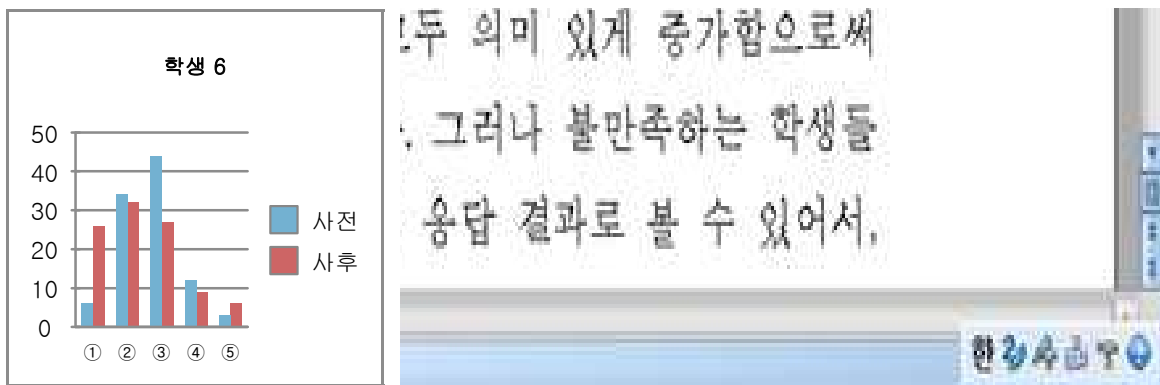 학생 6
50
40
30
20
10
0
① ② ③ ④ ⑤
사전
사후
모두 의미 있게 증가함으로써
그러나 불만족하는 학생들
응답 결과로 볼 수 있어서,
한